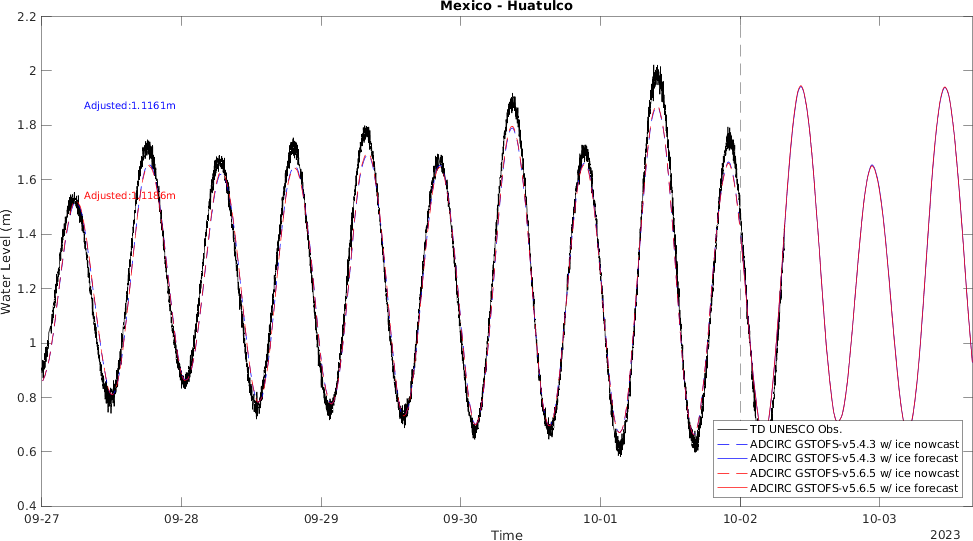 Mexico - Huatulco
2.2
2
1.8
1.6
1.4
1.2
1
0.8
0.6
0.4
Water Level (m)
Adjusted:1.1161m
Adjusted:1.1186m
TD UNESCO Obs.
ADCIRC GSTOFS-v5.4.3 w/ ice nowcast
ADCIRC GSTOFS-v5.4.3 w/ ice forecast
ADCIRC GSTOFS-v5.6.5 w/ ice nowcast
ADCIRC GSTOFS-v5.6.5 w/ ice forecast
09-27 09-28 09-29 09-30 10-01 10-02 10-03
Time
2023